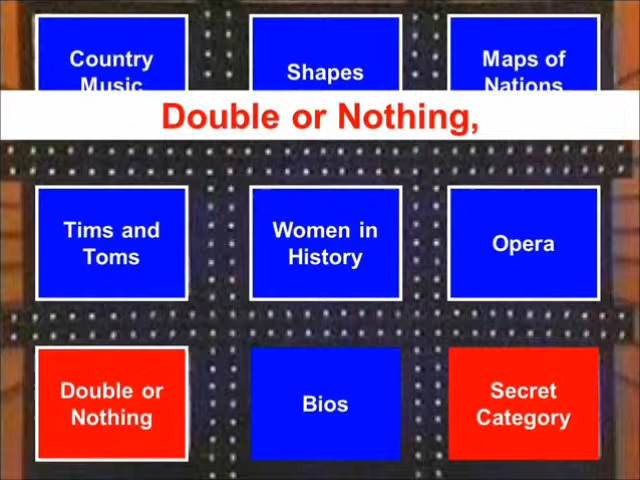 Country
Music
Shapes
Maps of
Nations
Double or Nothing,
Tims and
Toms
Women in
History
Opera
Double or
Nothing
Bios
Secret
Category